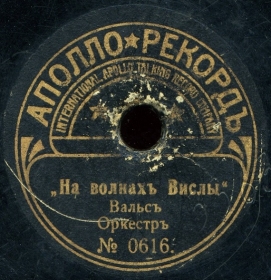 АПОЛЛО★РЕКОРДЪ
INTERNATIONAL APOLLO TALKING RECORD COMPANY
„На волнахъ Вислы"
Вальсъ
Оркестръ
№ 0616.